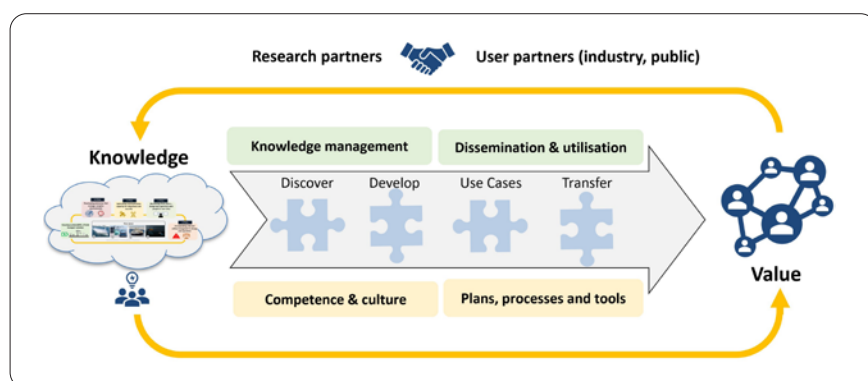 Research partners
User partners (industry, public)
Knowledge
Knowledge management
Dissemination & utilisation
Discover
Develop
Use Cases
Transfer
Competence & culture
Plans, processes and tools
Value